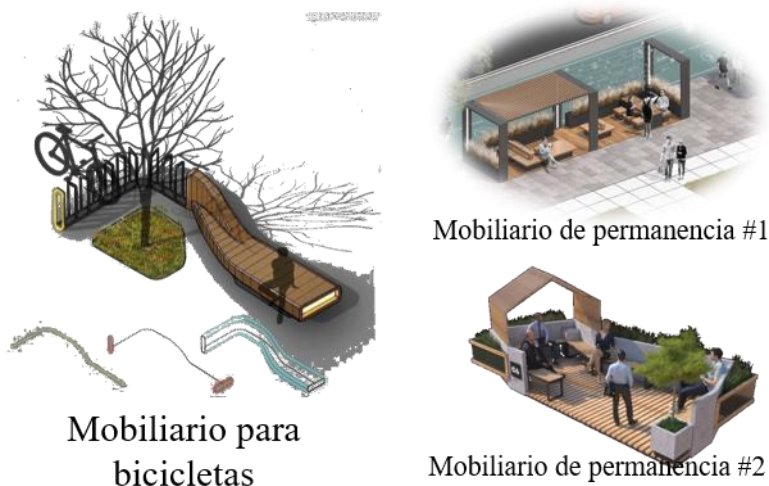 Mobiliario para
bicicletas
Mobiliario de permanencia #1
Mobiliario de permanencia #2